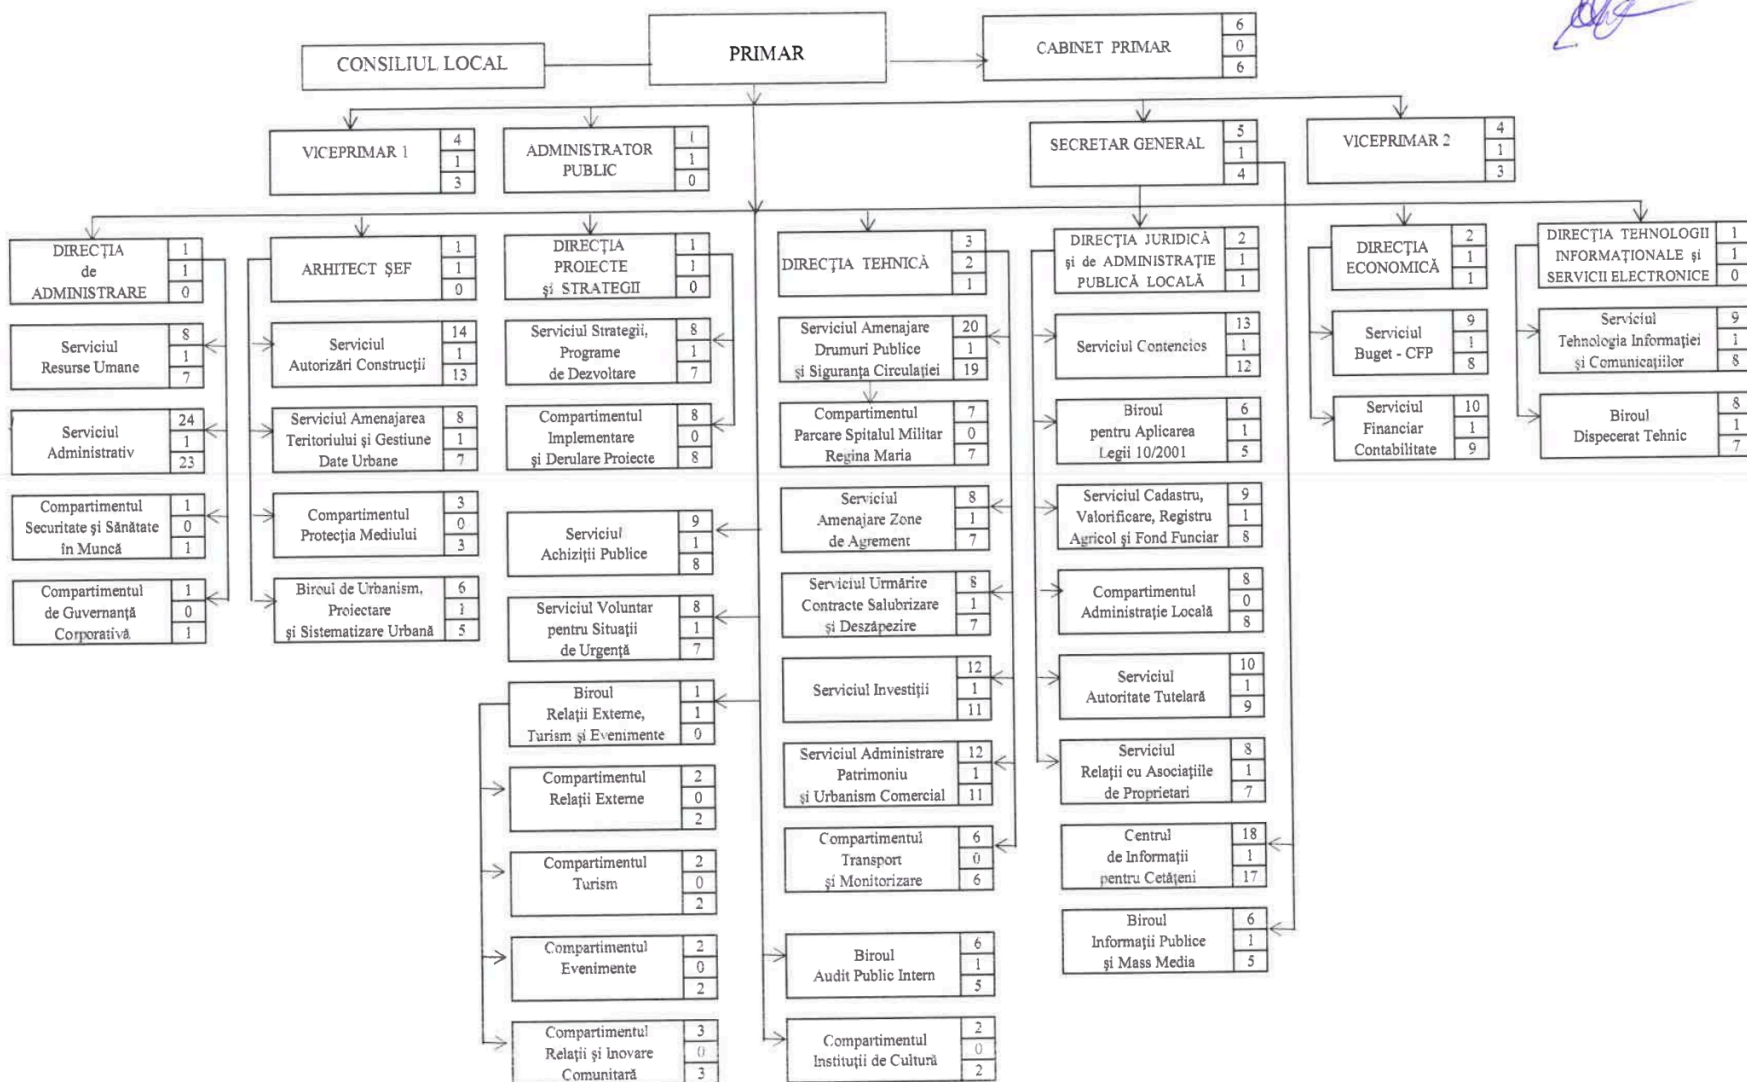 CONSILIUL LOCAL
PRIMAR
CABINET PRIMAR
6
0
6
VICEPRIMAR 1
4
1
3
ADMINISTRATOR
PUBLIC
1
1
0
SECRETAR GENERAL
5
1
4
VICEPRIMAR 2
4
1
3
DIRECȚIA
de
ADMINISTRARE
1
1
0
Serviciul
Resurse Umane
8
1
7
Serviciul
Administrativ
24
1
23
Compartimentul
Securitate și Sănătate
în Muncă
1
0
1
Compartimentul
de Guvernanță
Corporativă
1
0
1
ARHITECT ȘEF
1
1
0
Serviciul
Autorizări Construcții
14
1
13
Serviciul Amenajarea
Teritoriului și Gestiune
Date Urbane
8
1
7
Compartimentul
Protecția Mediului
3
0
3
Biroul de Urbanism,
Proiectare
și Sistematizare Urbană
6
1
5
DIRECȚIA
PROIECTE
și STRATEGII
1
1
0
Serviciul Strategii,
Programe
de Dezvoltare
8
1
7
Compartimentul
Implementare
și Derulare Proiecte
8
0
8
Serviciul
Achiziții Publice
9
1
8
Serviciul Voluntar
pentru Situații
de Urgență
8
1
7
Biroul
Relații Externe,
Turism și Evenimente
1
1
0
Compartimentul
Relații Externe
2
0
2
Compartimentul
Turism
2
0
2
Compartimentul
Evenimente
2
0
2
Compartimentul
Relații și Inovare
Comunitară
3
0
3
DIRECȚIA TEHNICĂ
3
2
1
Serviciul Amenajare
Drumuri Publice
și Siguranța Circulației
20
1
19
Compartimentul
Parcare Spitalul Militar
Regina Maria
7
0
7
Serviciul
Amenajare Zone
de Agrement
8
1
7
Serviciul Urmărire
Contracte Salubrizare
și Deszăpezire
8
1
7
Serviciul Investiții
12
1
11
Serviciul Administrare
Patrimoniu
și Urbanism Comercial
12
1
11
Compartimentul
Transport
și Monitorizare
6
0
6
Biroul
Audit Public Intern
6
1
5
Compartimentul
Instituții de Cultură
2
0
2
DIRECȚIA JURIDICĂ
și de ADMINISTRAȚIE
PUBLICĂ LOCALĂ
2
1
1
Serviciul Contencios
13
1
12
Biroul
pentru Aplicarea
Legii 10/2001
6
1
5
Serviciul Cadastru,
Valorificare, Registru
Agricol și Fond Funciar
9
1
8
Compartimentul
Administrație Locală
8
0
8
Serviciul
Autoritate Tutelară
10
1
9
Serviciul
Relații cu Asociațiile
de Proprietari
8
1
7
Centrul
de Informații
pentru Cetățeni
18
1
17
Biroul
Informații Publice
și Mass Media
6
1
5
DIRECȚIA
ECONOMICĂ
2
1
1
Serviciul
Buget - CFP
9
1
8
Serviciul
Financiar
Contabilitate
10
1
9
DIRECȚIA TEHNOLOGII
INFORMAȚIONALE și
SERVICII ELECTRONICE
1
1
0
Serviciul
Tehnologia Informației
și Comunicațiilor
9
1
8
Biroul
Dispecerat Tehnic
8
1
7